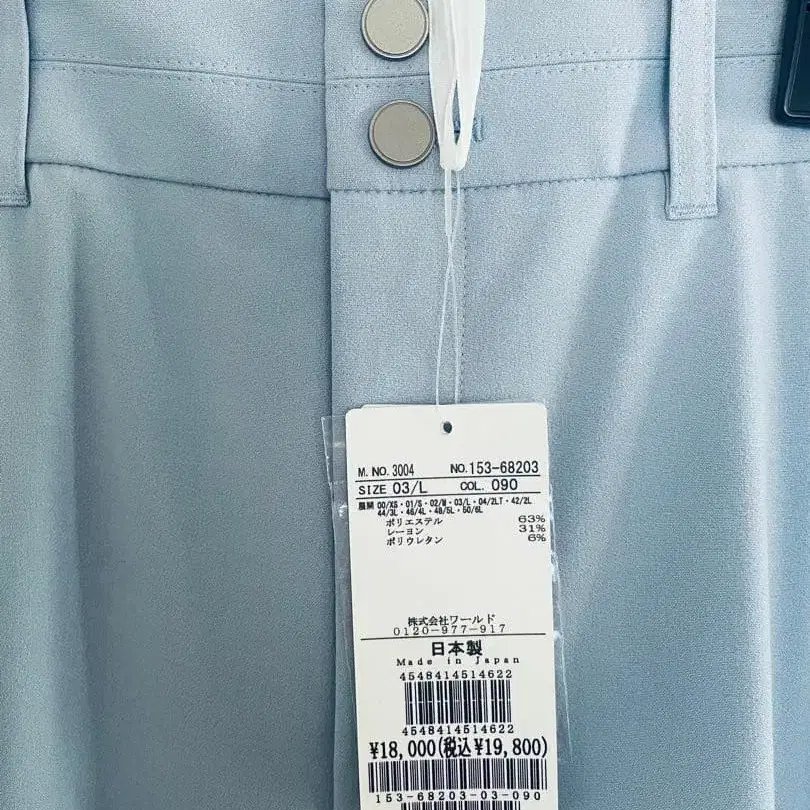 M. NO. 3004 NO. 153-68203
SIZE 03/L COL. 090
展開 00/XS・01/S・02/M・03/L・04/2LT・42/2L
44/3L・46/4L・48/5L・50/6L
ポリエステル 63%
レーヨン 31%
ポリウレタン 6%
株式会社ワールド
0120-977-917
日本製
Made in Japan
4548414514622
4548414514622
¥18,000(税込¥19,800)
153-68203-03-090